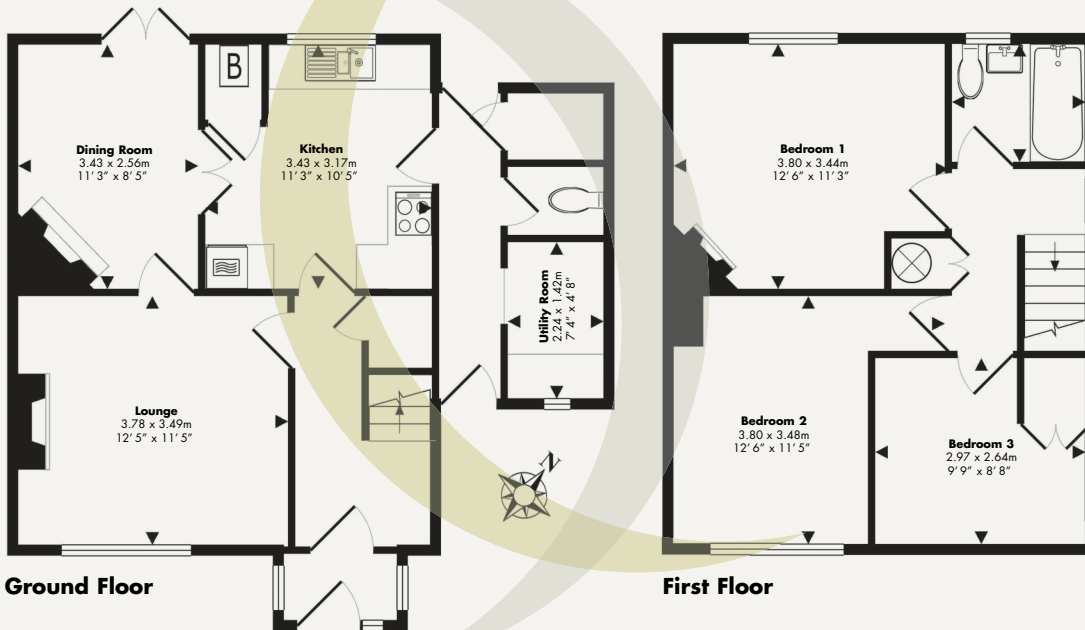 B
Dining Room
3.43 x 2.56m
11' 3" x 8' 5"
Kitchen
3.43 x 3.17m
11' 3" x 10' 5"
Utility Room
2.24 x 1.42m
7' 4" x 4' 8"
Lounge
3.78 x 3.49m
12' 5" x 11' 5"
N
Ground Floor
Bedroom 1
3.80 x 3.44m
12' 6" x 11' 3"
Bedroom 2
3.80 x 3.48m
12' 6" x 11' 5"
Bedroom 3
2.97 x 2.64m
9' 9" x 8' 8"
First Floor